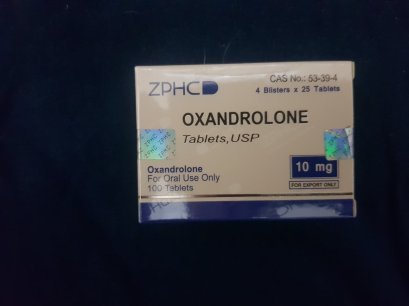 ZPHC
CAS No.: 53-39-4
4 Blisters x 25 Tablets
OXANDROLONE
Tablets,USP
Oxandrolone
For Oral Use Only
100 Tablets
10 mg
FOR EXPORT ONLY